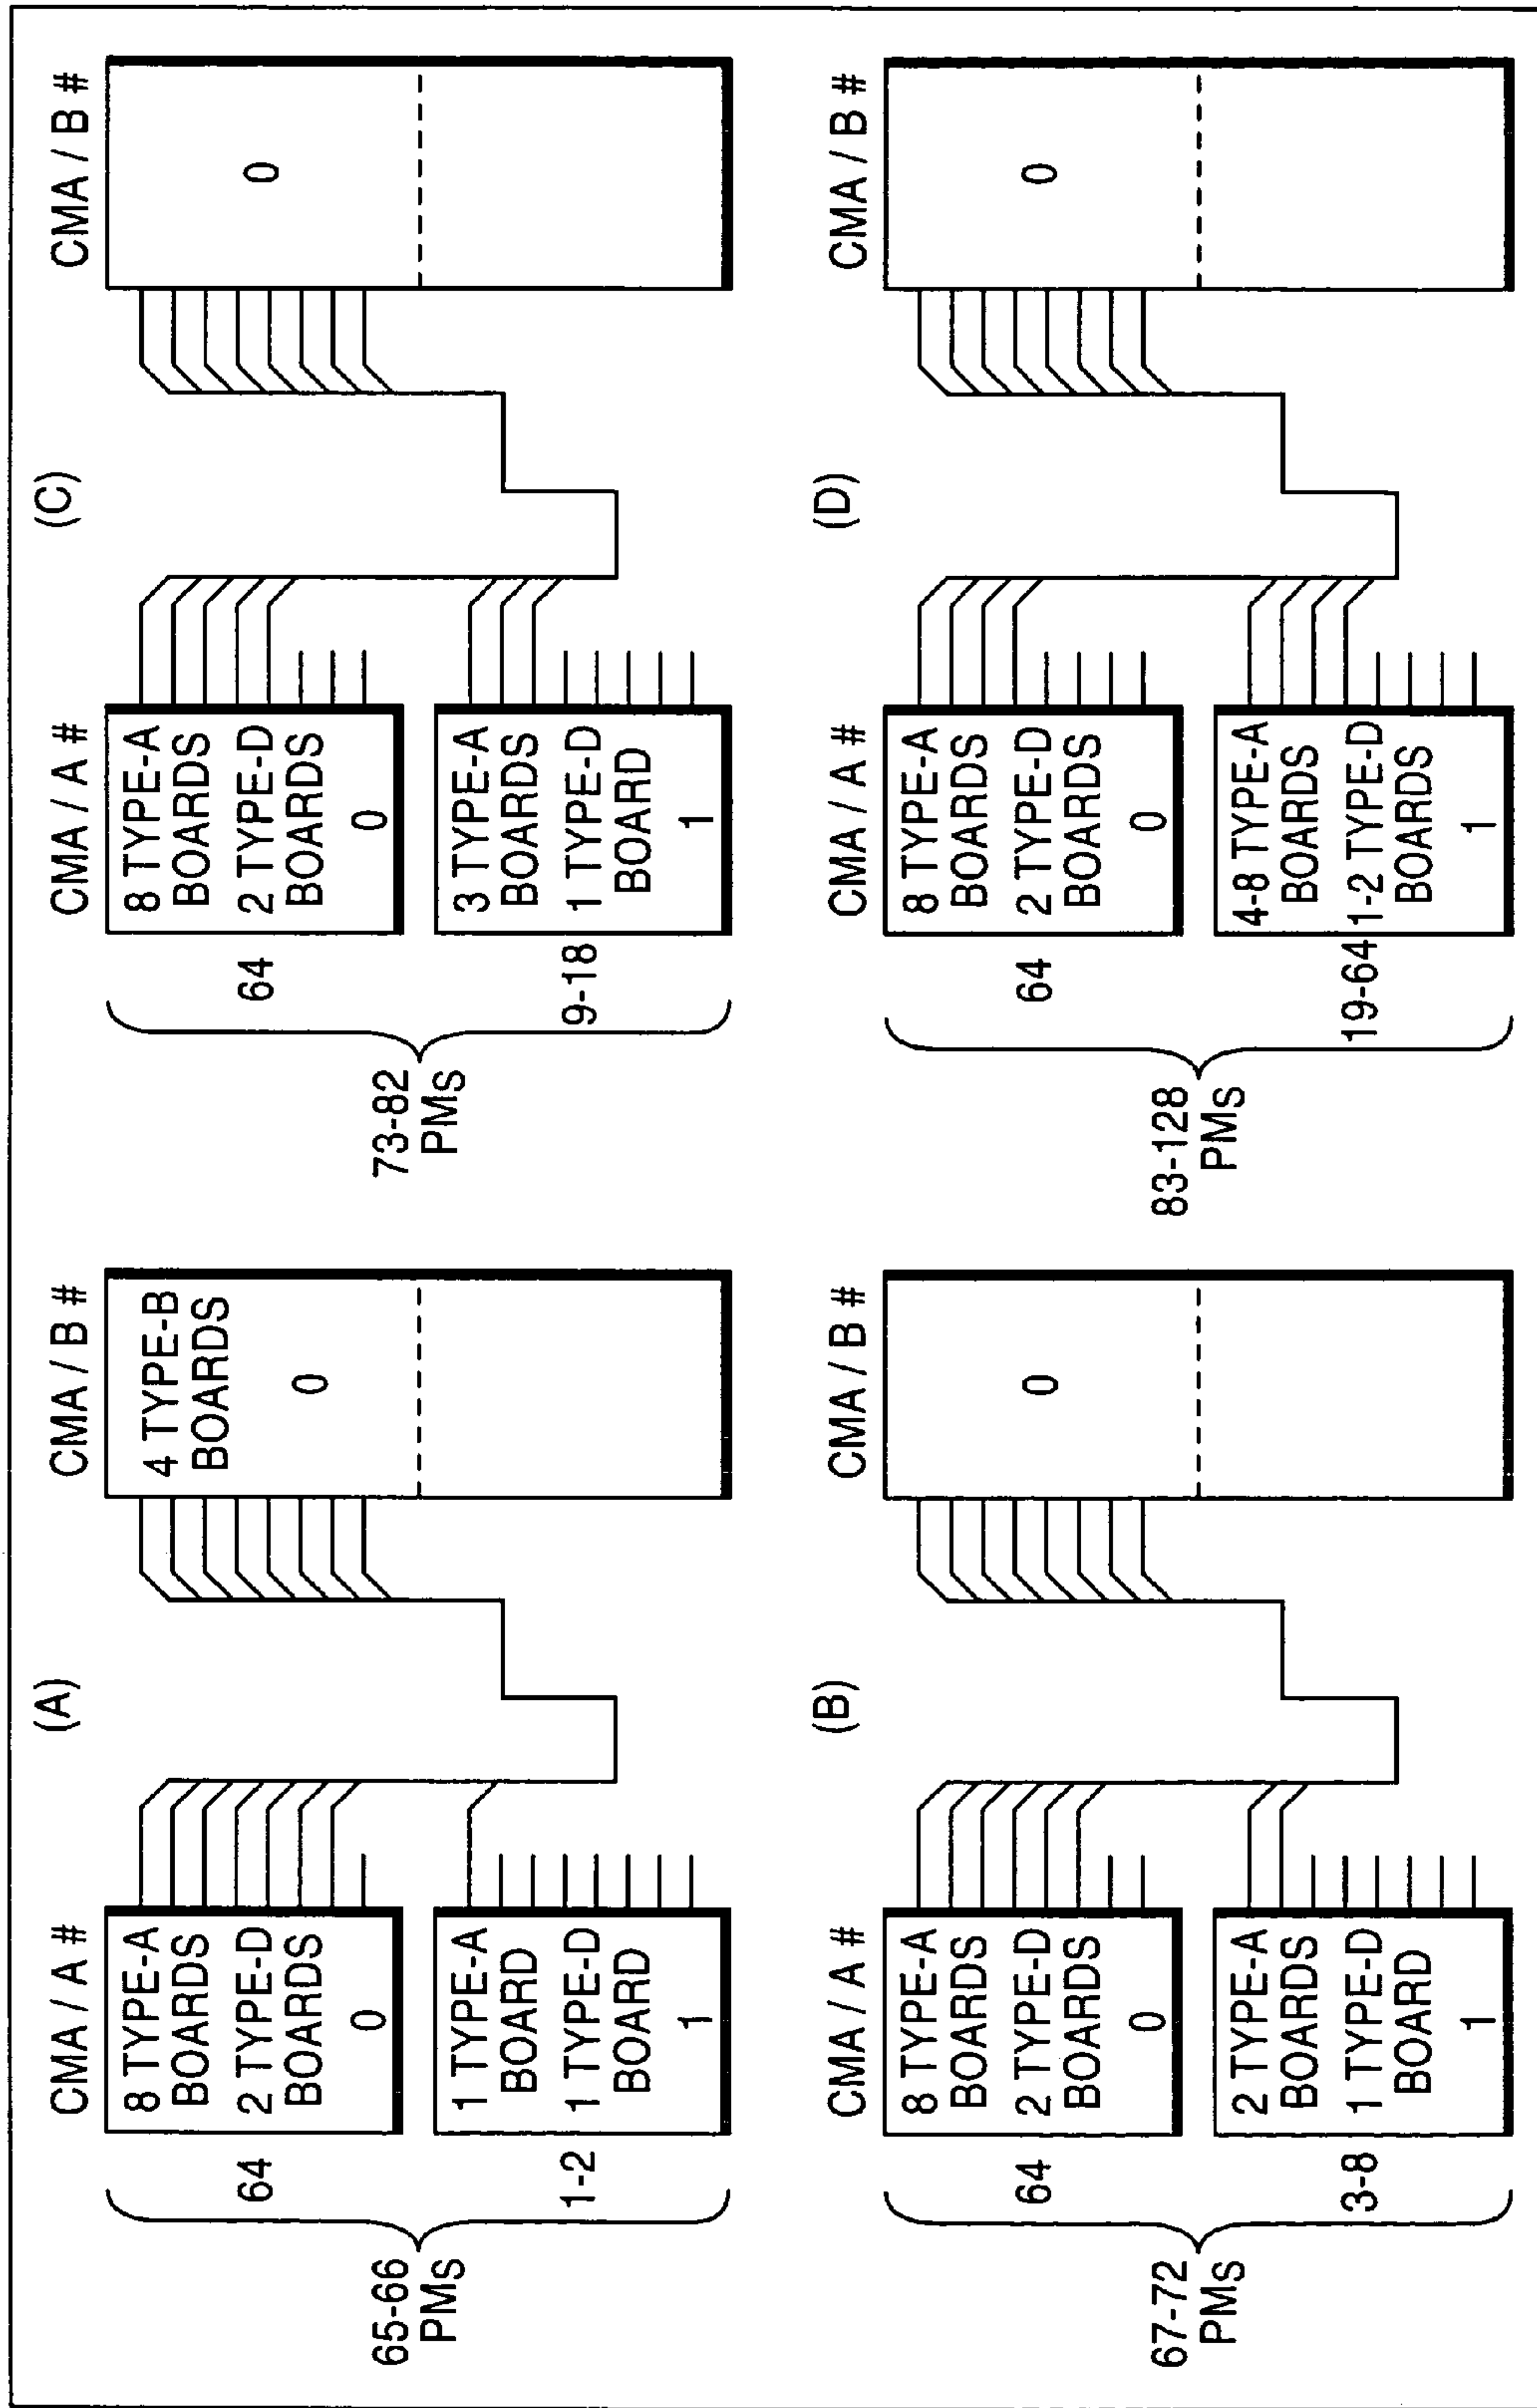 (A)
CMA / A #
CMA / B #
65-66
PMs
64
8 TYPE-A
BOARDS
2 TYPE-D
BOARDS
0
1-2
1 TYPE-A
BOARD
1 TYPE-D
BOARD
1
4 TYPE-B
BOARDS
0
(C)
CMA / A #
CMA / B #
73-82
PMs
64
8 TYPE-A
BOARDS
2 TYPE-D
BOARDS
0
9-18
3 TYPE-A
BOARDS
1 TYPE-D
BOARD
1
0
(B)
CMA / A #
CMA / B #
67-72
PMs
64
8 TYPE-A
BOARDS
2 TYPE-D
BOARDS
0
3-8
2 TYPE-A
BOARDS
1 TYPE-D
BOARD
1
0
(D)
CMA / A #
CMA / B #
83-128
PMs
64
8 TYPE-A
BOARDS
2 TYPE-D
BOARDS
0
19-64
4-8 TYPE-A
BOARDS
1-2 TYPE-D
BOARDS
1
0